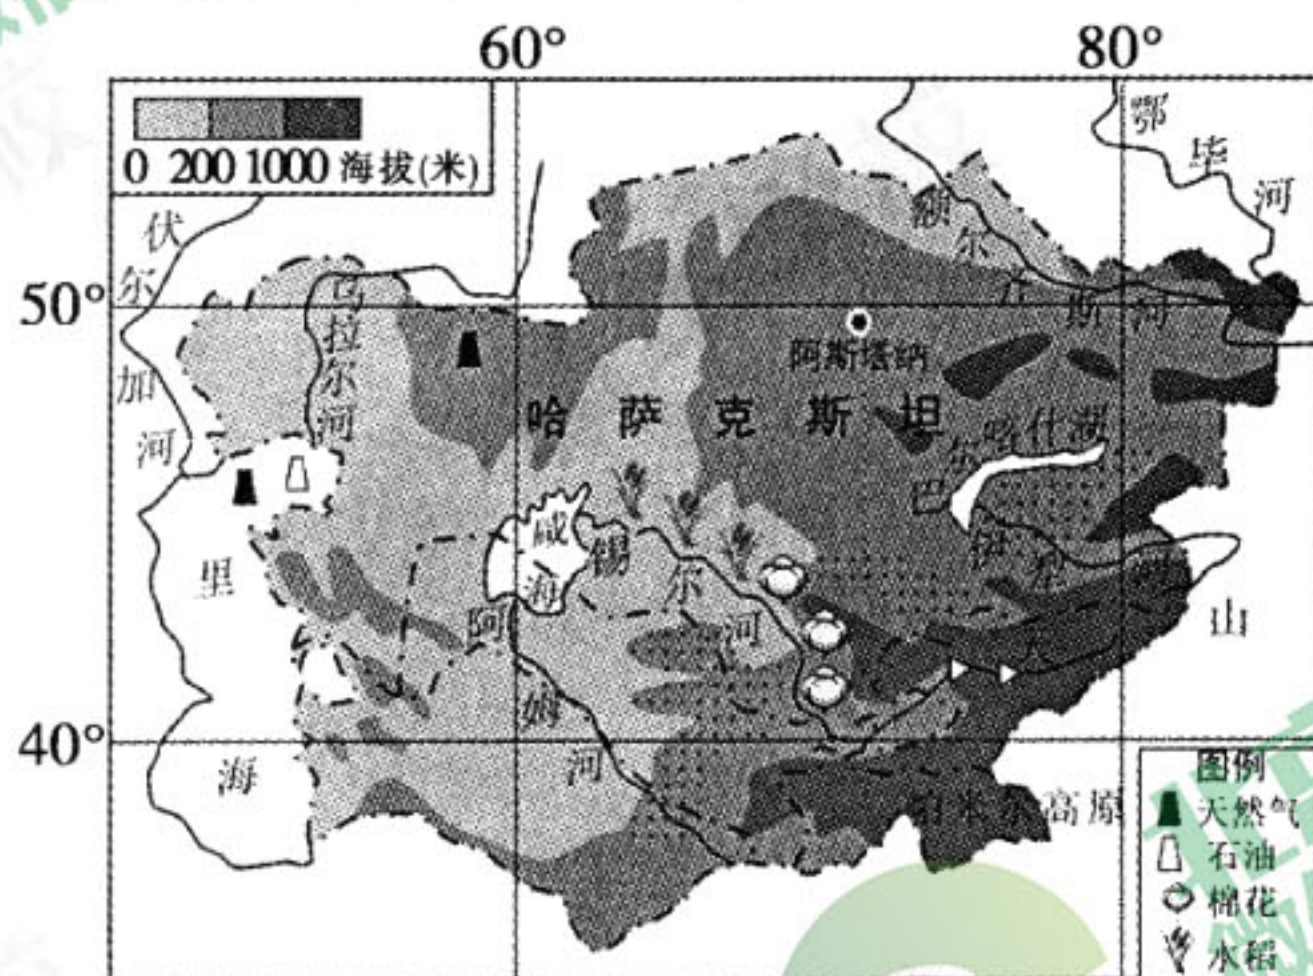 60° 80°
0 200 1000 海拔(米)
鄂毕河
伏尔加河
额尔齐斯河
50°
乌拉尔河
阿斯塔纳
哈萨克斯坦
巴尔喀什湖
咸海
锡尔河
伊犁
里海
阿姆河
天山
40°
帕米尔高原
图例
天然气
石油
棉花
水稻